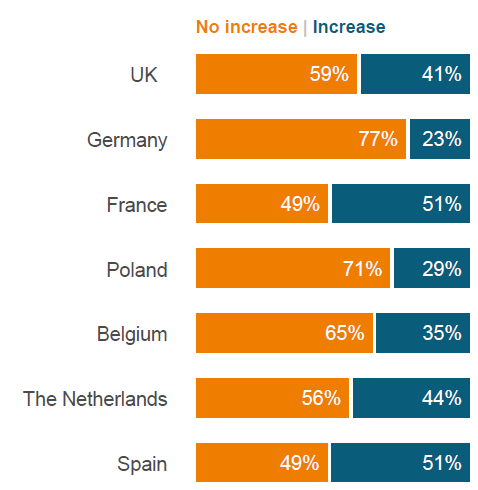 No increase | Increase
UK 59% 41%
Germany 77% 23%
France 49% 51%
Poland 71% 29%
Belgium 65% 35%
The Netherlands 56% 44%
Spain 49% 51%